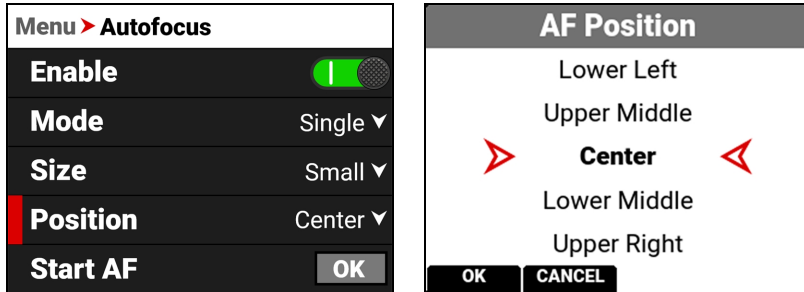 Menu > Autofocus
Enable
Mode Single
Size Small
Position Center
Start AF OK
AF Position
Lower Left
Upper Middle
Center
Lower Middle
Upper Right
OK CANCEL